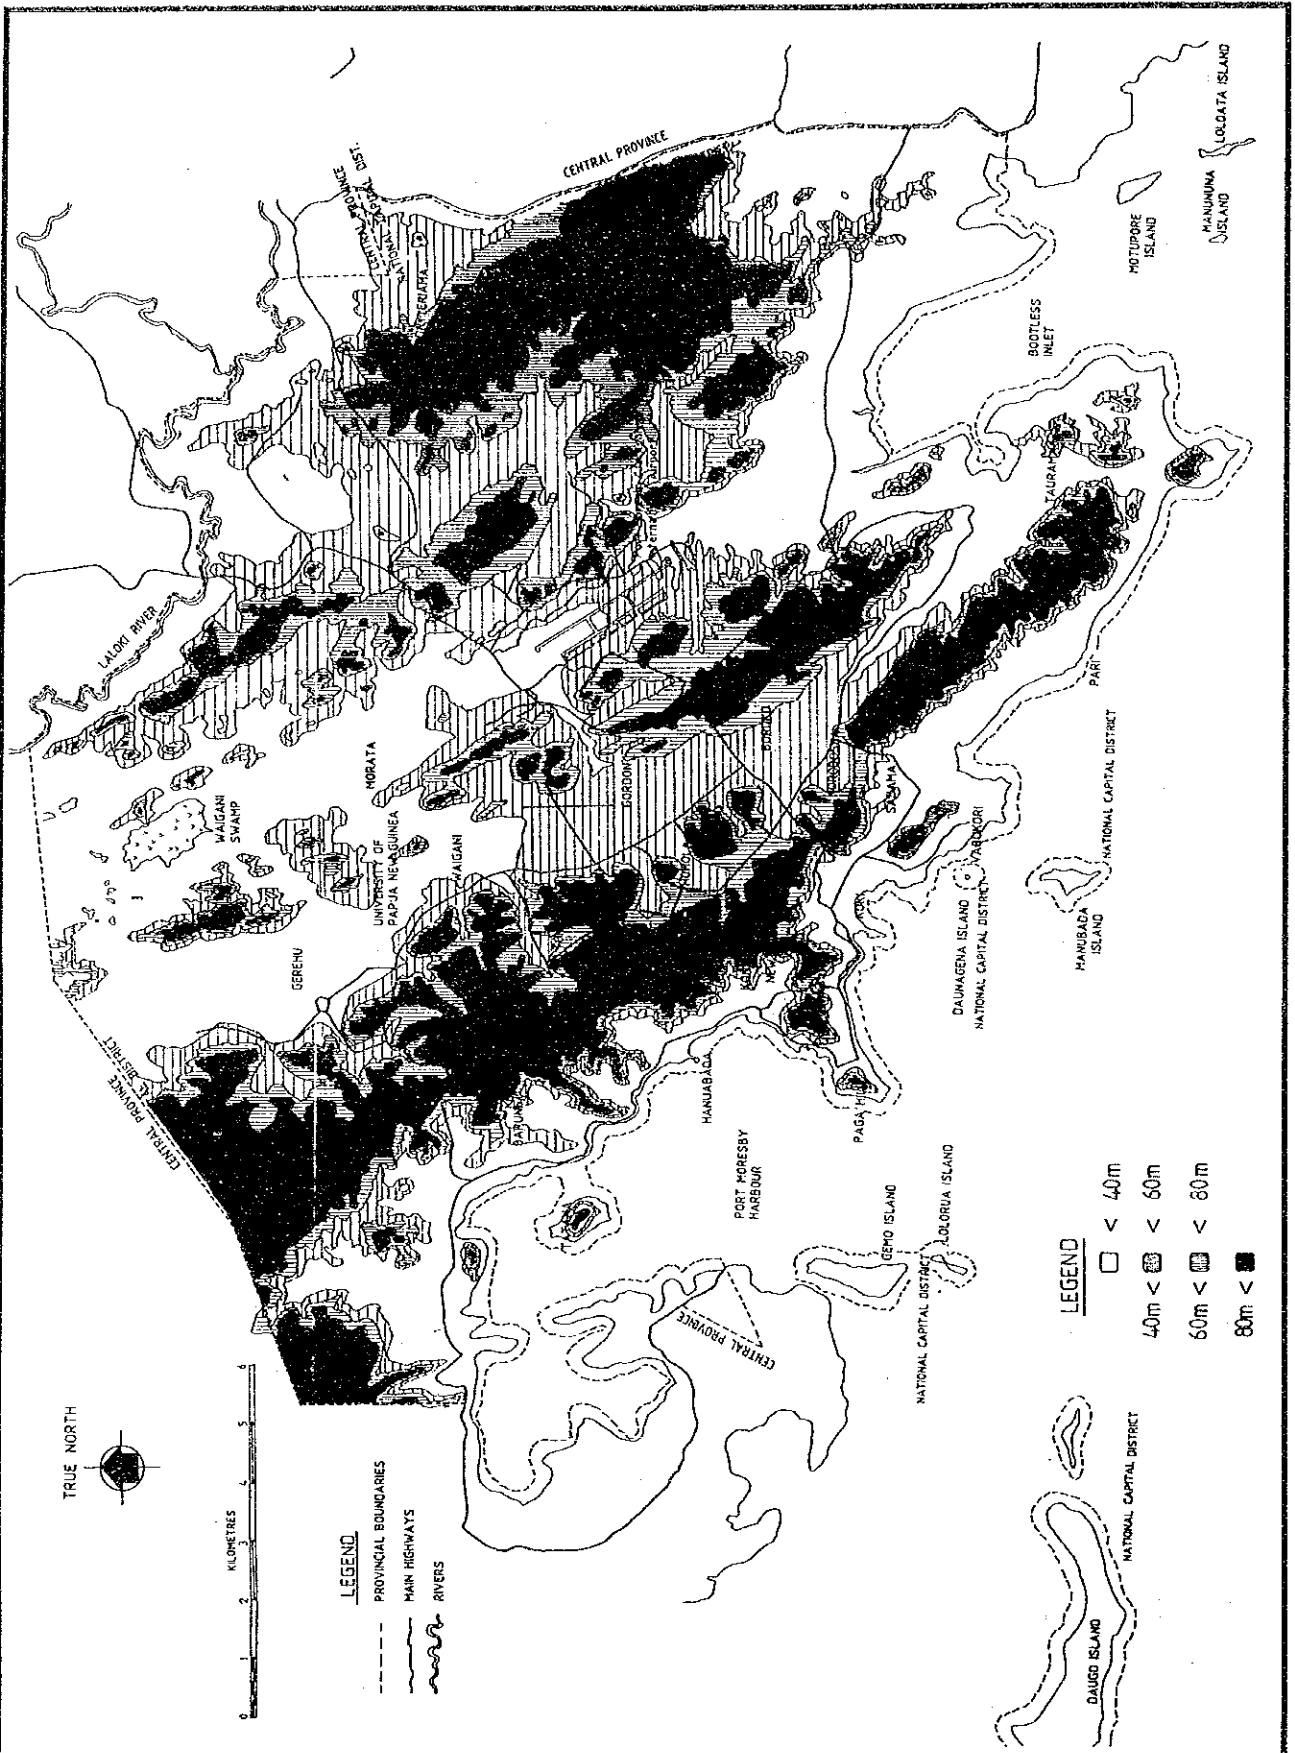 TRUE NORTH
KILOMETRES
0 1 2 3 4 5 6
LEGEND
PROVINCIAL BOUNDARIES
MAIN HIGHWAYS
RIVERS
CENTRAL PROVINCE
DISTRICT
GEREHU
WAIGANI
SWAMP
LALOKI RIVER
MORATA
UNIVERSITY OF
PAPUA NEW GUINEA
WAIGANI
CENTRAL PROVINCE
NATIONAL CAPITAL DIST.
CENTRAL PROVINCE
GORDON
BOROKO
BARUNI
HANUABADA
PORT MORESBY
HARBOUR
PAGA HILL
SABAMA
VABUKORI
TAURAMA
PARI
BOOTLESS
INLET
MOTUPORE
ISLAND
MANUNUNA
ISLAND
LOLOATA ISLAND
DAUMAGENA ISLAND
NATIONAL CAPITAL DISTRICT
MANUBADA
ISLAND
NATIONAL CAPITAL DISTRICT
CENTRAL PROVINCE
GEMO ISLAND
LOLORUA ISLAND
NATIONAL CAPITAL DISTRICT
DAUGO ISLAND
NATIONAL CAPITAL DISTRICT
LEGEND
< 40m
40m < < 60m
60m < < 80m
80m <